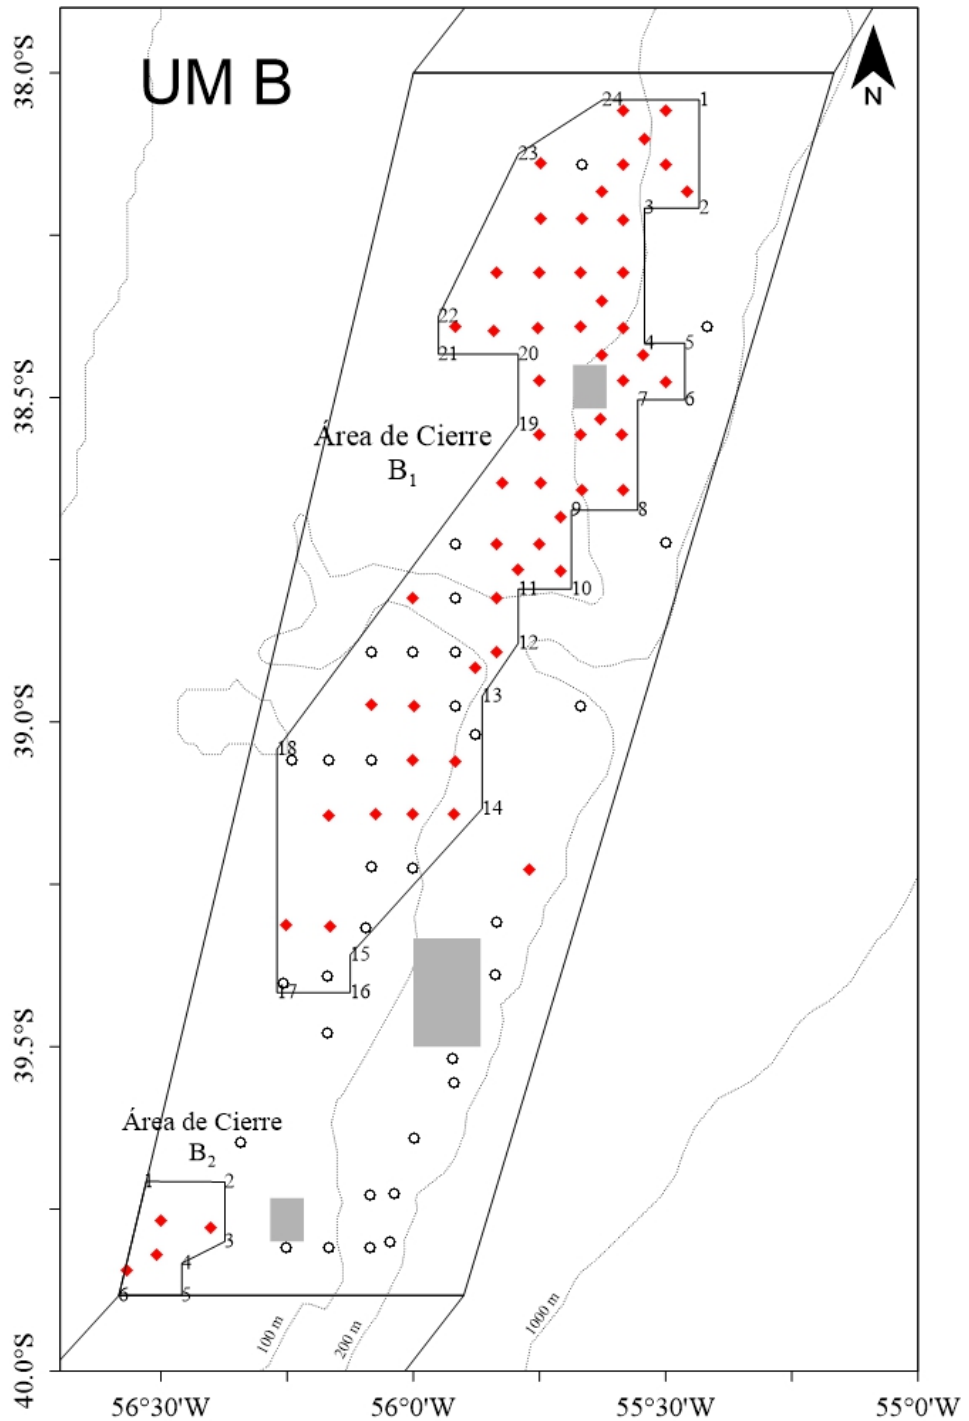 UM B
N
38.0°S
38.5°S
39.0°S
39.5°S
40.0°S
24
1
23
3
2
22
4
5
21
20
7
6
19
Área de Cierre
B₁
9
8
11
10
12
13
18
14
15
17
16
Área de Cierre
B₂
1
2
3
4
6
5
100 m
200 m
1000 m
56°30'W
56°0'W
55°30'W
55°0'W